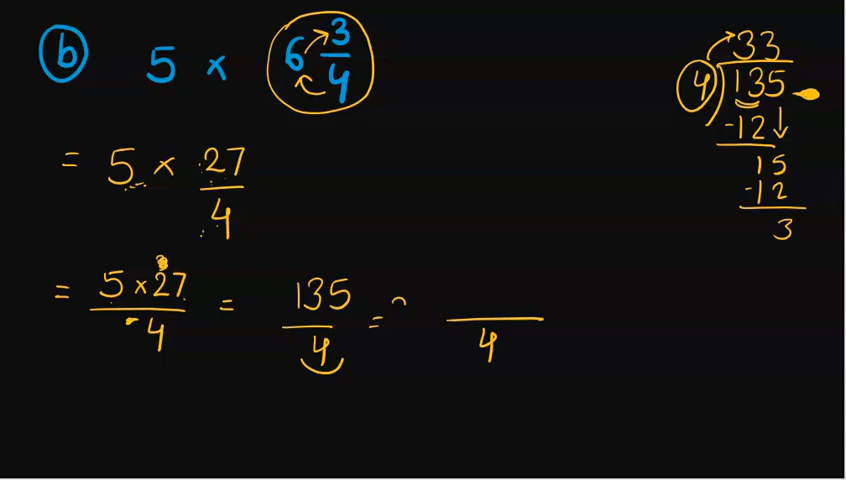 b 5 × 6 3/4
= 5 × 27/4
= 5 × 27/4 = 135/4 = /4
33
4 135
-12
15
-12
3